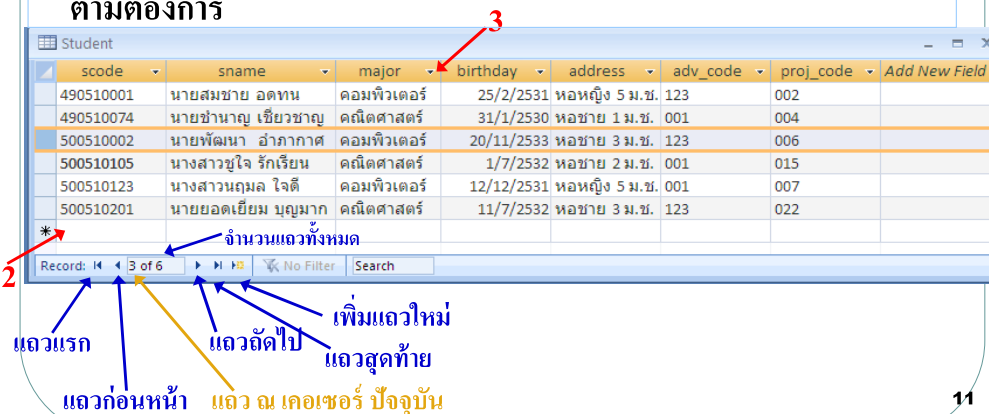 ตามต้องการ
3
Student
scode sname major birthday address adv_code proj_code Add New Field
490510001 นายสมชาย อดทน คอมพิวเตอร์ 25/2/2531 หอหญิง 5 ม.ช. 123 002
490510074 นายชำนาญ เชี่ยวชาญ คณิตศาสตร์ 31/1/2530 หอชาย 1 ม.ช. 001 004
500510002 นายพัฒนา อำภากาศ คอมพิวเตอร์ 20/11/2533 หอชาย 3 ม.ช. 123 006
500510105 นางสาวชูใจ รักเรียน คณิตศาสตร์ 1/7/2532 หอชาย 2 ม.ช. 001 015
500510123 นางสาวนฤมล ใจดี คอมพิวเตอร์ 12/12/2531 หอหญิง 5 ม.ช. 001 007
500510201 นายยอดเยี่ยม บุญมาก คณิตศาสตร์ 11/7/2532 หอชาย 3 ม.ช. 123 022
*
จำนวนแถวทั้งหมด
2
Record: 3 of 6 No Filter Search
เพิ่มแถวใหม่
แถวแรก แถวถัดไป
แถวสุดท้าย
แถวก่อนหน้า แถว ณ เคอเซอร์ ปัจจุบัน
11